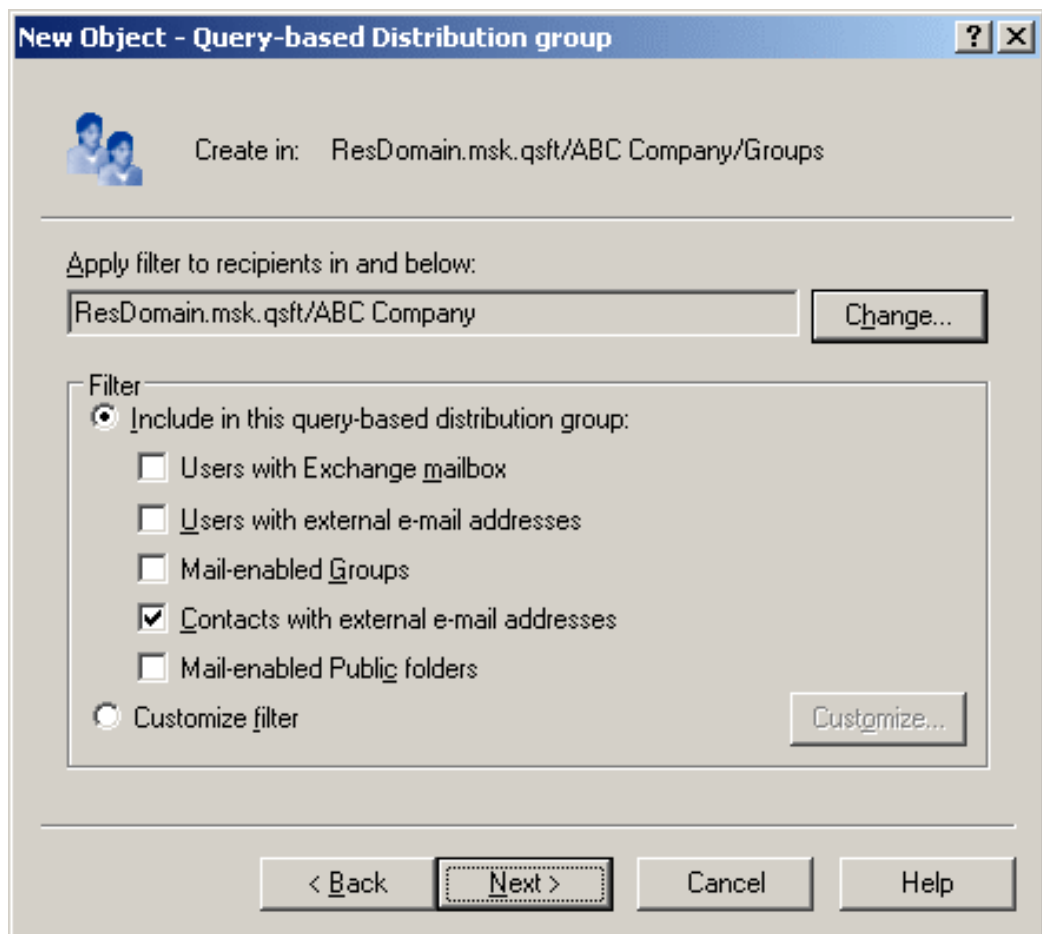 New Object - Query-based Distribution group
Create in: ResDomain.msk.qsft/ABC Company/Groups
Apply filter to recipients in and below:
ResDomain.msk.qsft/ABC Company
Change...
Filter
Include in this query-based distribution group:
Users with Exchange mailbox
Users with external e-mail addresses
Mail-enabled Groups
Contacts with external e-mail addresses
Mail-enabled Public folders
Customize filter
Customize...
< Back
Next >
Cancel
Help